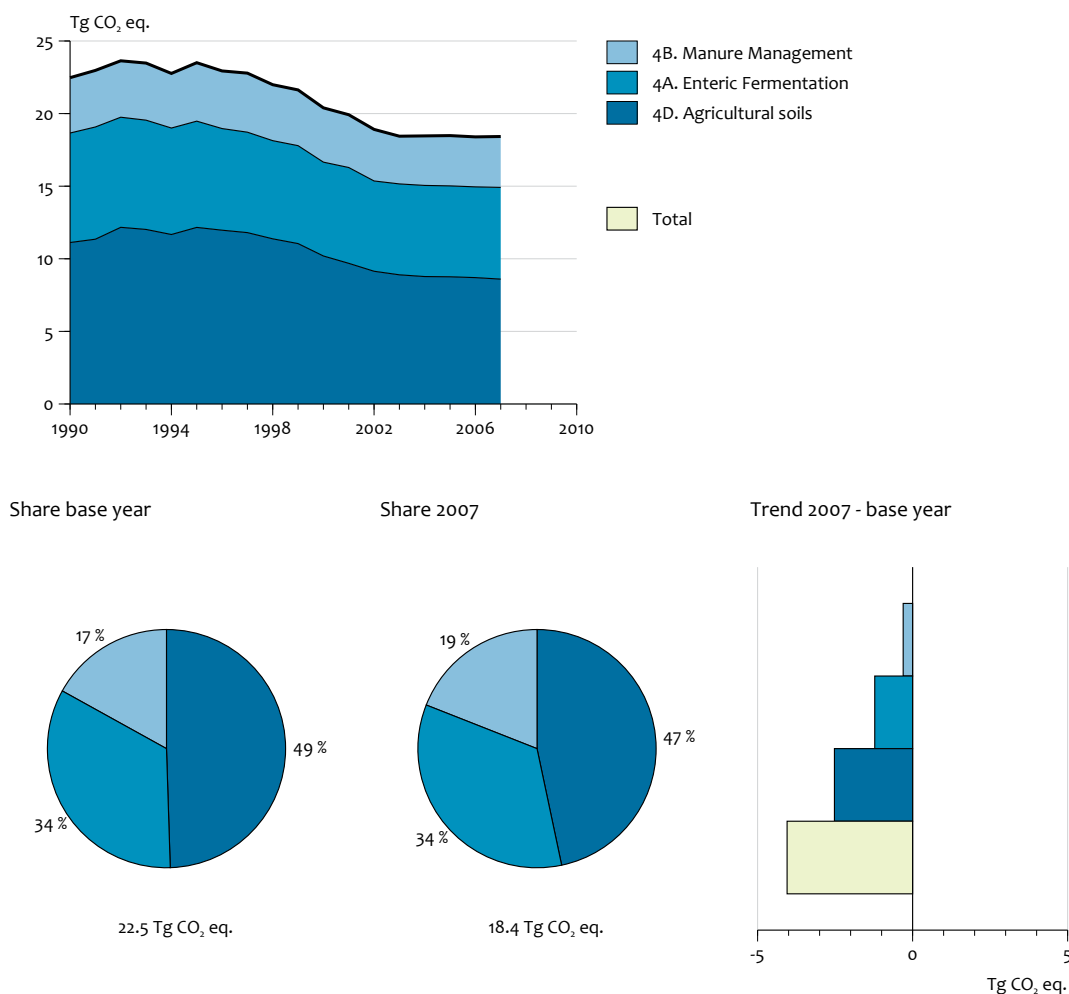 Tg CO₂ eq.
25
20
15
10
5
0
1990 1994 1998 2002 2006 2010
4B. Manure Management
4A. Enteric Fermentation
4D. Agricultural soils
Total
Share base year
17 %
49 %
34 %
22.5 Tg CO₂ eq.
Share 2007
19 %
47 %
34 %
18.4 Tg CO₂ eq.
Trend 2007 - base year
-5 0 5
Tg CO₂ eq.